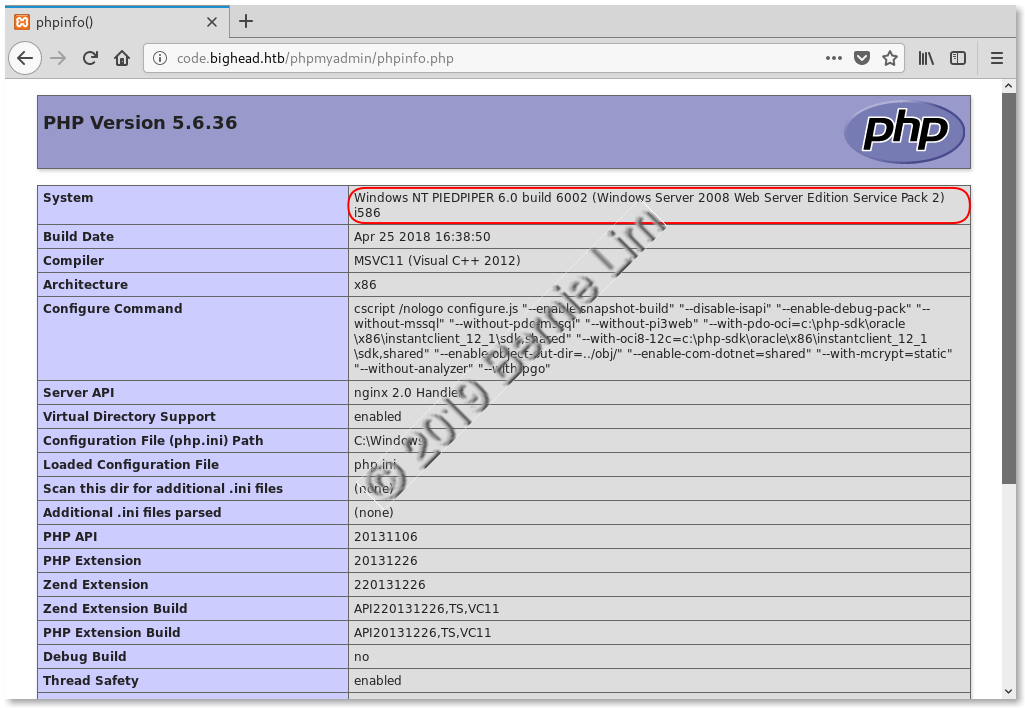 phpinfo()
code.bighead.htb/phpmyadmin/phpinfo.php
PHP Version 5.6.36
php
System
Windows NT PIEDPIPER 6.0 build 6002 (Windows Server 2008 Web Server Edition Service Pack 2)
i586
Build Date Apr 25 2018 16:38:50
Compiler MSVC11 (Visual C++ 2012)
Architecture x86
Configure Command
cscript /nologo configure.js "--enable-snapshot-build" "--disable-isapi" "--enable-debug-pack" "--
without-mssql" "--without-pdo-mssql" "--without-pi3web" "--with-pdo-oci=c:\php-sdk\oracle
\x86\instantclient_12_1\sdk,shared" "--with-oci8-12c=c:\php-sdk\oracle\x86\instantclient_12_1
\sdk,shared" "--enable-object-out-dir=../obj/" "--enable-com-dotnet=shared" "--with-mcrypt=static"
"--without-analyzer" "--with-pgo"
Server API nginx 2.0 Handler
Virtual Directory Support enabled
Configuration File (php.ini) Path C:\Windows
Loaded Configuration File php.ini
Scan this dir for additional .ini files (none)
Additional .ini files parsed (none)
PHP API 20131106
PHP Extension 20131226
Zend Extension 220131226
Zend Extension Build API220131226,TS,VC11
PHP Extension Build API20131226,TS,VC11
Debug Build no
Thread Safety enabled
© 2019 Bernie Lim